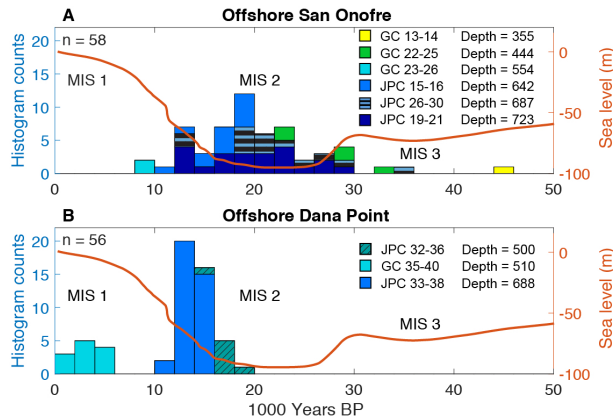 A Offshore San Onofre
n = 58
MIS 1
MIS 2
MIS 3
GC 13-14 Depth = 355
GC 22-25 Depth = 444
GC 23-26 Depth = 554
JPC 15-16 Depth = 642
JPC 26-30 Depth = 687
JPC 19-21 Depth = 723
Histogram counts
20
15
10
5
0
Sea level (m)
0
-50
-100
0 10 20 30 40 50
B Offshore Dana Point
n = 56
MIS 1
MIS 2
MIS 3
JPC 32-36 Depth = 500
GC 35-40 Depth = 510
JPC 33-38 Depth = 688
Histogram counts
20
15
10
5
0
Sea level (m)
0
-50
-100
0 10 20 30 40 50
1000 Years BP